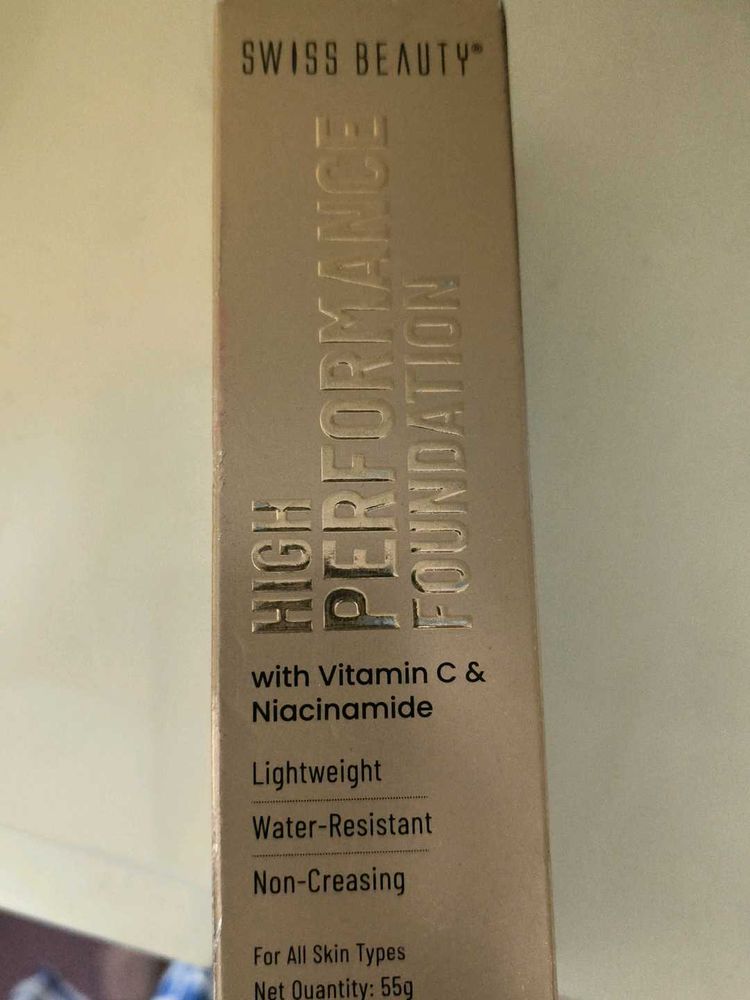 SWISS BEAUTY®
HIGH
PERFORMANCE
FOUNDATION
with Vitamin C &
Niacinamide
Lightweight
Water-Resistant
Non-Creasing
For All Skin Types
Net Quantity: 55g